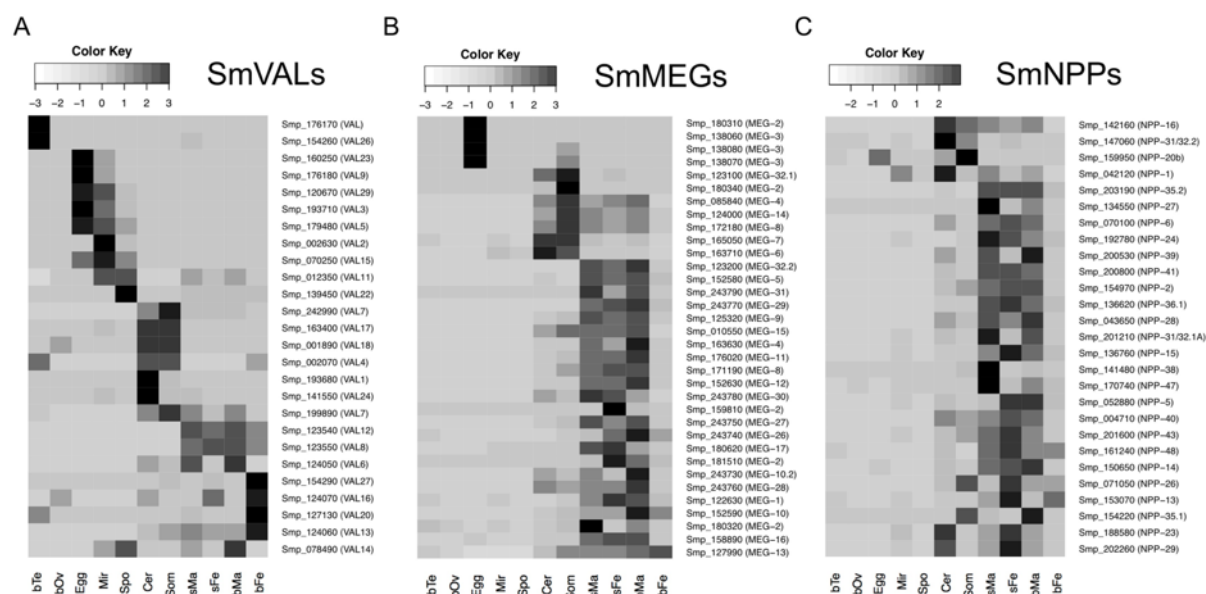 A
Color Key
SmVALs
-3 -2 -1 0 1 2 3
Smp_176170 (VAL)
Smp_154260 (VAL26)
Smp_160250 (VAL23)
Smp_176180 (VAL9)
Smp_120670 (VAL29)
Smp_193710 (VAL3)
Smp_179480 (VAL5)
Smp_002630 (VAL2)
Smp_070250 (VAL15)
Smp_012350 (VAL11)
Smp_139450 (VAL22)
Smp_242990 (VAL7)
Smp_163400 (VAL17)
Smp_001890 (VAL18)
Smp_002070 (VAL4)
Smp_193680 (VAL1)
Smp_141550 (VAL24)
Smp_199890 (VAL7)
Smp_123540 (VAL12)
Smp_123550 (VAL8)
Smp_124050 (VAL6)
Smp_154290 (VAL27)
Smp_124070 (VAL16)
Smp_127130 (VAL20)
Smp_124060 (VAL13)
Smp_078490 (VAL14)
bTe bOv Egg Mir Spo Cer Som sMa sFe bMa bFe
B
Color Key
SmMEGs
-3 -2 -1 0 1 2 3
Smp_180310 (MEG-2)
Smp_138060 (MEG-3)
Smp_138080 (MEG-3)
Smp_138070 (MEG-3)
Smp_123100 (MEG-32.1)
Smp_180340 (MEG-2)
Smp_085840 (MEG-4)
Smp_124000 (MEG-14)
Smp_172180 (MEG-8)
Smp_165050 (MEG-7)
Smp_163710 (MEG-6)
Smp_123200 (MEG-32.2)
Smp_152580 (MEG-5)
Smp_243790 (MEG-31)
Smp_243770 (MEG-29)
Smp_125320 (MEG-9)
Smp_010550 (MEG-15)
Smp_163630 (MEG-4)
Smp_176020 (MEG-11)
Smp_171190 (MEG-8)
Smp_152630 (MEG-12)
Smp_243780 (MEG-30)
Smp_159810 (MEG-2)
Smp_243750 (MEG-27)
Smp_243740 (MEG-26)
Smp_180620 (MEG-17)
Smp_181510 (MEG-2)
Smp_243730 (MEG-10.2)
Smp_243760 (MEG-28)
Smp_122630 (MEG-1)
Smp_152590 (MEG-10)
Smp_180320 (MEG-2)
Smp_158890 (MEG-16)
Smp_127990 (MEG-13)
bTe bOv Egg Mir Spo Cer Som sMa sFe bMa bFe
C
Color Key
SmNPPs
-2 -1 0 1 2
Smp_142160 (NPP-16)
Smp_147060 (NPP-31/32.2)
Smp_159950 (NPP-20b)
Smp_042120 (NPP-1)
Smp_203190 (NPP-35.2)
Smp_134550 (NPP-27)
Smp_070100 (NPP-6)
Smp_192780 (NPP-24)
Smp_200530 (NPP-39)
Smp_200800 (NPP-41)
Smp_154970 (NPP-2)
Smp_136620 (NPP-36.1)
Smp_043650 (NPP-28)
Smp_201210 (NPP-31/32.1A)
Smp_136760 (NPP-15)
Smp_141480 (NPP-38)
Smp_170740 (NPP-47)
Smp_052880 (NPP-5)
Smp_004710 (NPP-40)
Smp_201600 (NPP-43)
Smp_161240 (NPP-48)
Smp_150650 (NPP-14)
Smp_071050 (NPP-26)
Smp_153070 (NPP-13)
Smp_154220 (NPP-35.1)
Smp_188580 (NPP-23)
Smp_202260 (NPP-29)
bTe bOv Egg Mir Spo Cer Som sMa sFe bMa bFe